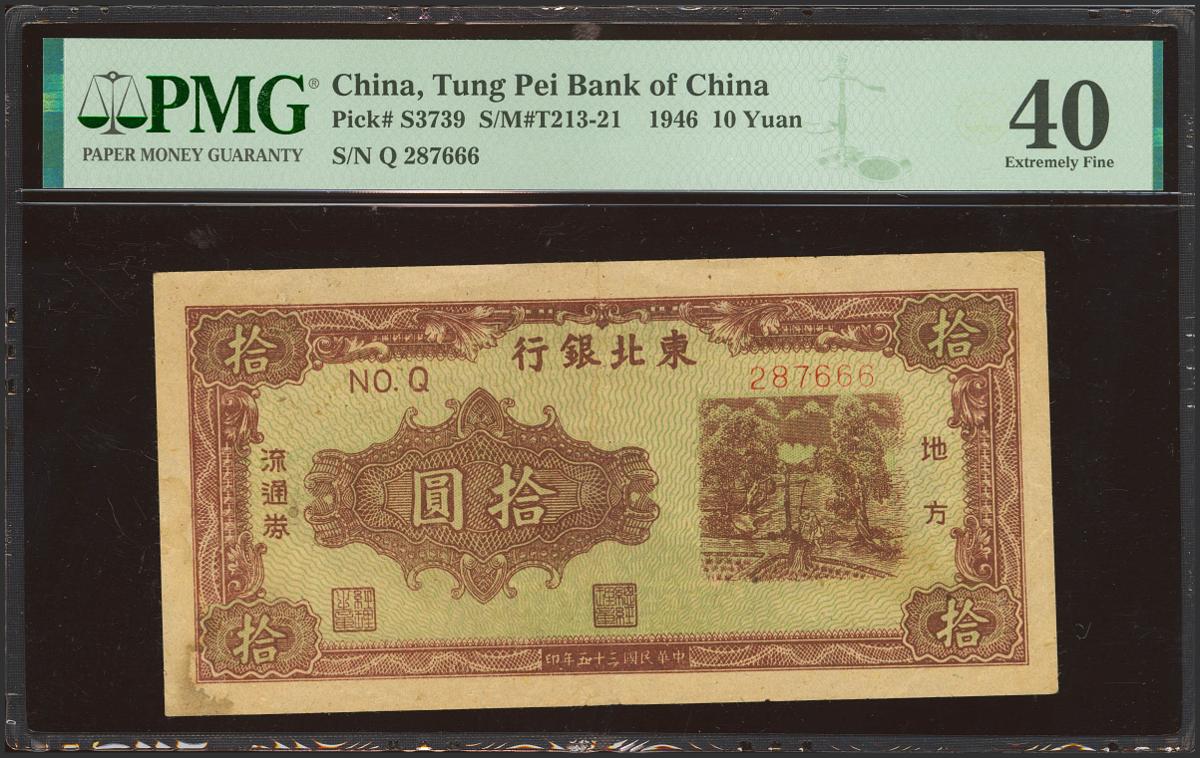 PMG®
PAPER MONEY GUARANTY
China, Tung Pei Bank of China
Pick# S3739 S/M#T213-21 1946 10 Yuan
S/N Q 287666
40
Extremely Fine
拾
拾
行銀北東
NO. Q
287666
地方
流通券
圓拾
拾
拾
印年五十三國民華中